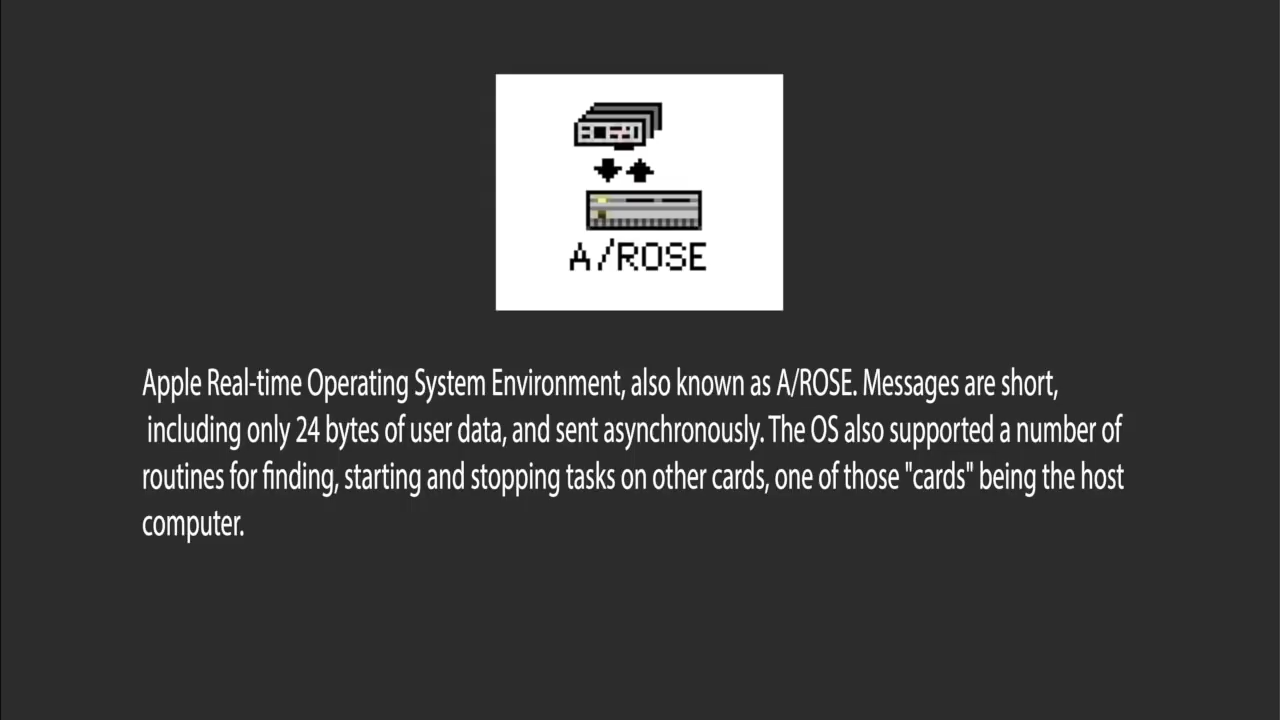 A/ROSE
Apple Real-time Operating System Environment, also known as A/ROSE. Messages are short,
including only 24 bytes of user data, and sent asynchronously. The OS also supported a number of
routines for finding, starting and stopping tasks on other cards, one of those "cards" being the host
computer.